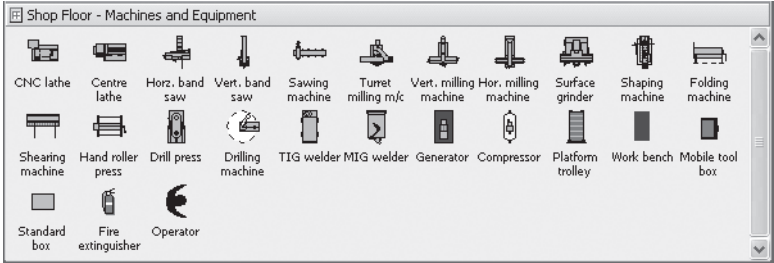 Shop Floor - Machines and Equipment
CNC lathe
Centre
lathe
Horz. band
saw
Vert. band
saw
Sawing
machine
Turret
milling m/c
Vert. milling
machine
Hor. milling
machine
Surface
grinder
Shaping
machine
Folding
machine
Shearing
machine
Hand roller
press
Drill press
Drilling
machine
TIG welder
MIG welder
Generator
Compressor
Platform
trolley
Work bench
Mobile tool
box
Standard
box
Fire
extinguisher
Operator